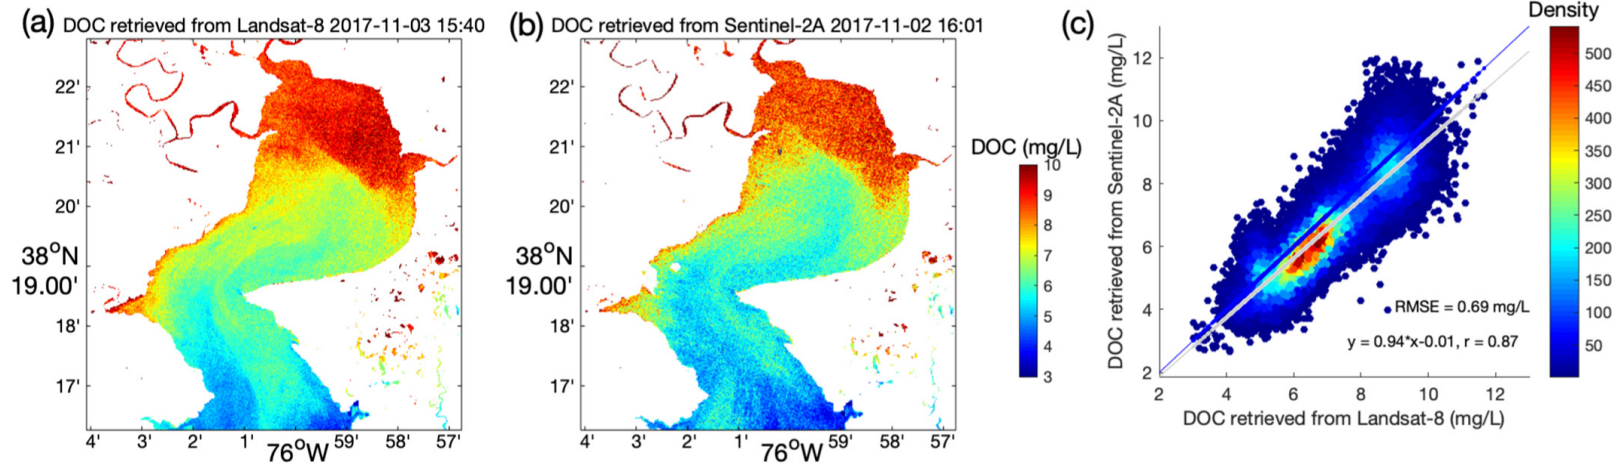 (a) DOC retrieved from Landsat-8 2017-11-03 15:40
22'
21'
20'
38°N
19.00'
18'
17'
4' 3' 2' 1' 76°W 59' 58' 57'
(b) DOC retrieved from Sentinel-2A 2017-11-02 16:01
22'
21'
20'
38°N
19.00'
18'
17'
4' 3' 2' 1' 76°W 59' 58' 57'
DOC (mg/L)
10
9
8
7
6
5
4
3
(c)
DOC retrieved from Sentinel-2A (mg/L)
12
10
8
6
4
2
RMSE = 0.69 mg/L
y = 0.94*x-0.01, r = 0.87
2 4 6 8 10 12
DOC retrieved from Landsat-8 (mg/L)
Density
500
450
400
350
300
250
200
150
100
50